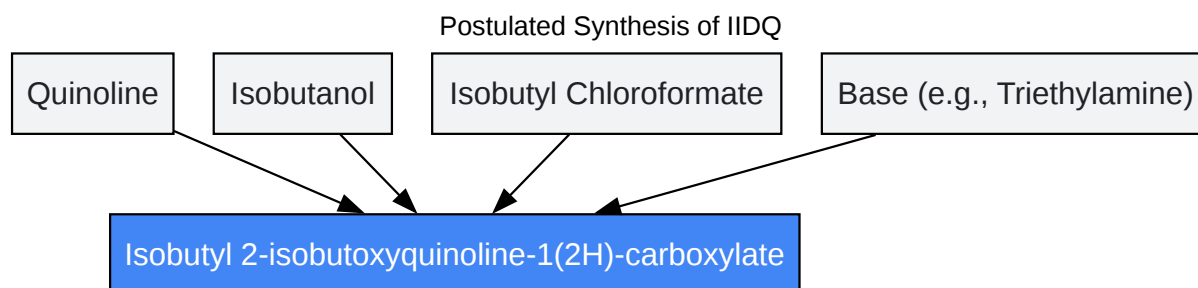 Postulated Synthesis of IIDQ
Quinoline
Isobutanol
Isobutyl Chloroformate
Base (e.g., Triethylamine)
Isobutyl 2-isobutoxyquinoline-1(2H)-carboxylate